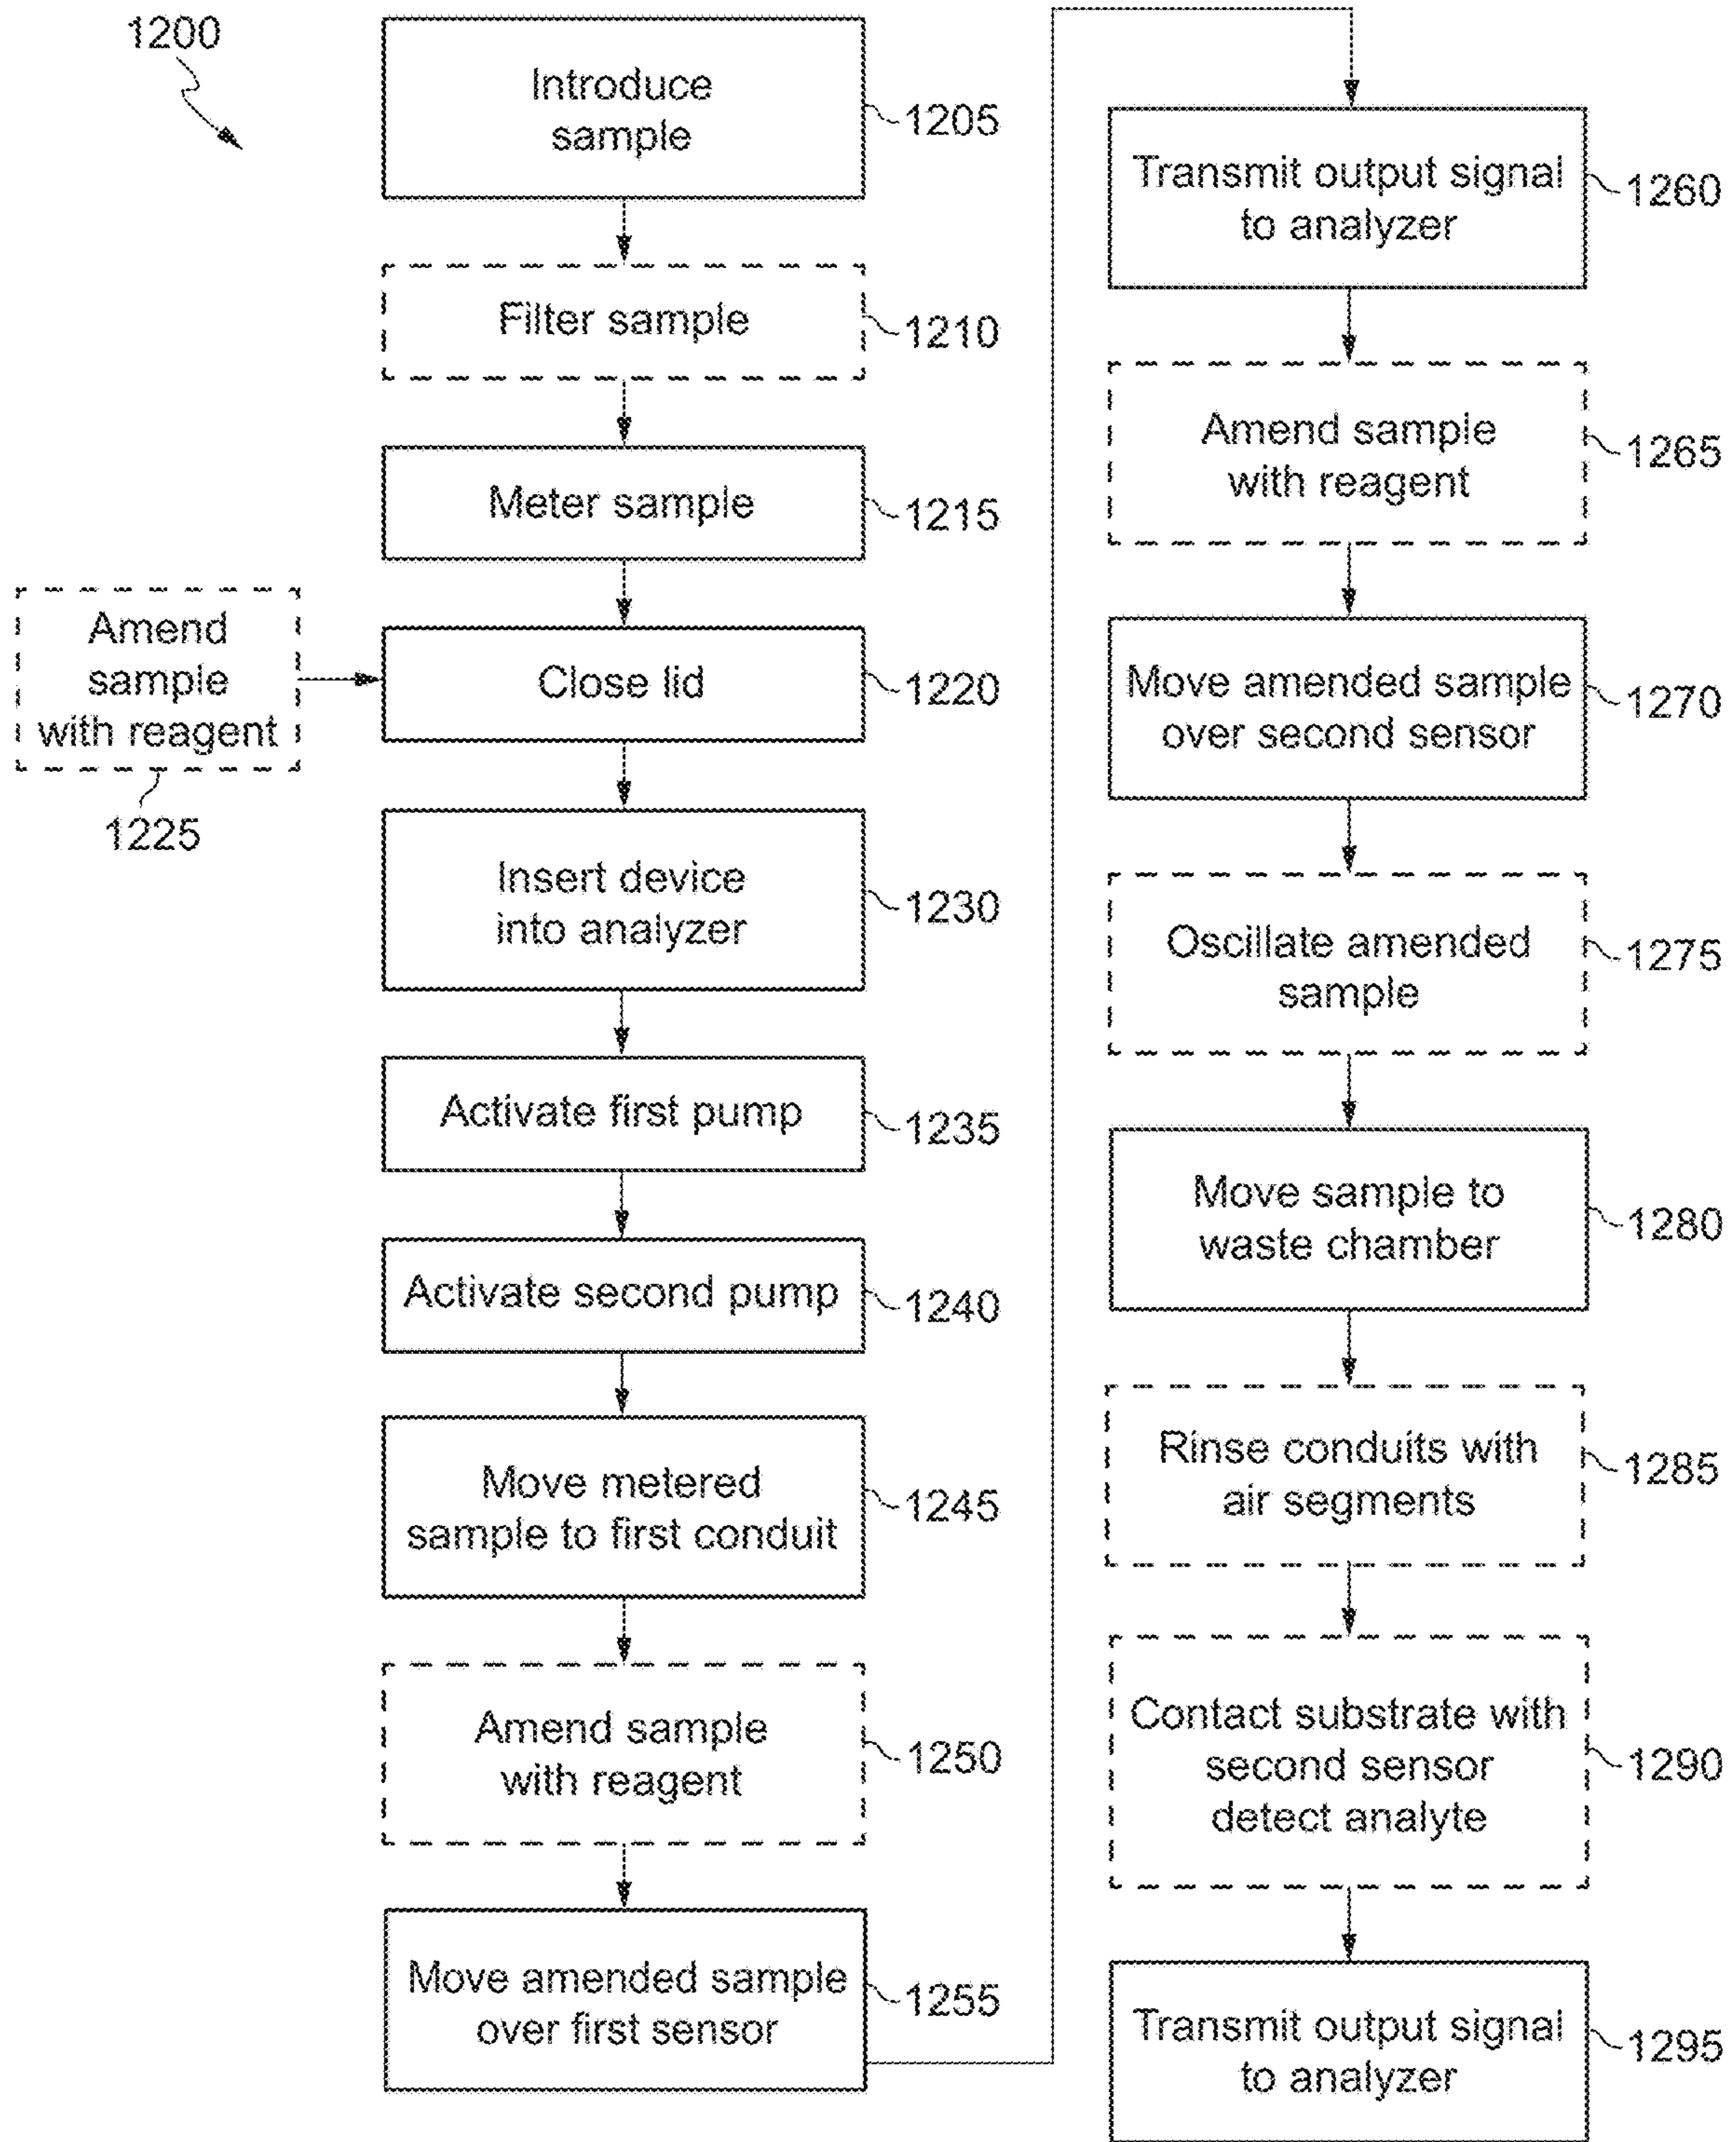 1200
Introduce
sample
1205
Filter sample
1210
Meter sample
1215
Close lid
1220
Amend
sample
with reagent
1225
Insert device
into analyzer
1230
Activate first pump
1235
Activate second pump
1240
Move metered
sample to first conduit
1245
Amend sample
with reagent
1250
Move amended sample
over first sensor
1255
Transmit output signal
to analyzer
1260
Amend sample
with reagent
1265
Move amended sample
over second sensor
1270
Oscillate amended
sample
1275
Move sample to
waste chamber
1280
Rinse conduits with
air segments
1285
Contact substrate with
second sensor
detect analyte
1290
Transmit output signal
to analyzer
1295